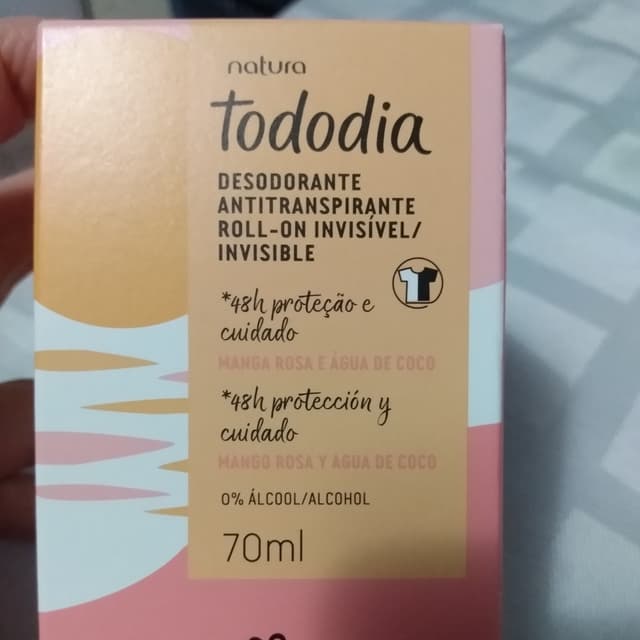 natura
Tododia
DESODORANTE
ANTITRANSPIRANTE
ROLL-ON INVISÍVEL/
INVISIBLE
*48h proteção e
cuidado
MANGA ROSA E ÁGUA DE COCO
*48h protección y
cuidado
MANGO ROSA Y AGUA DE COCO
0% ÁLCOOL/ALCOHOL
70ml